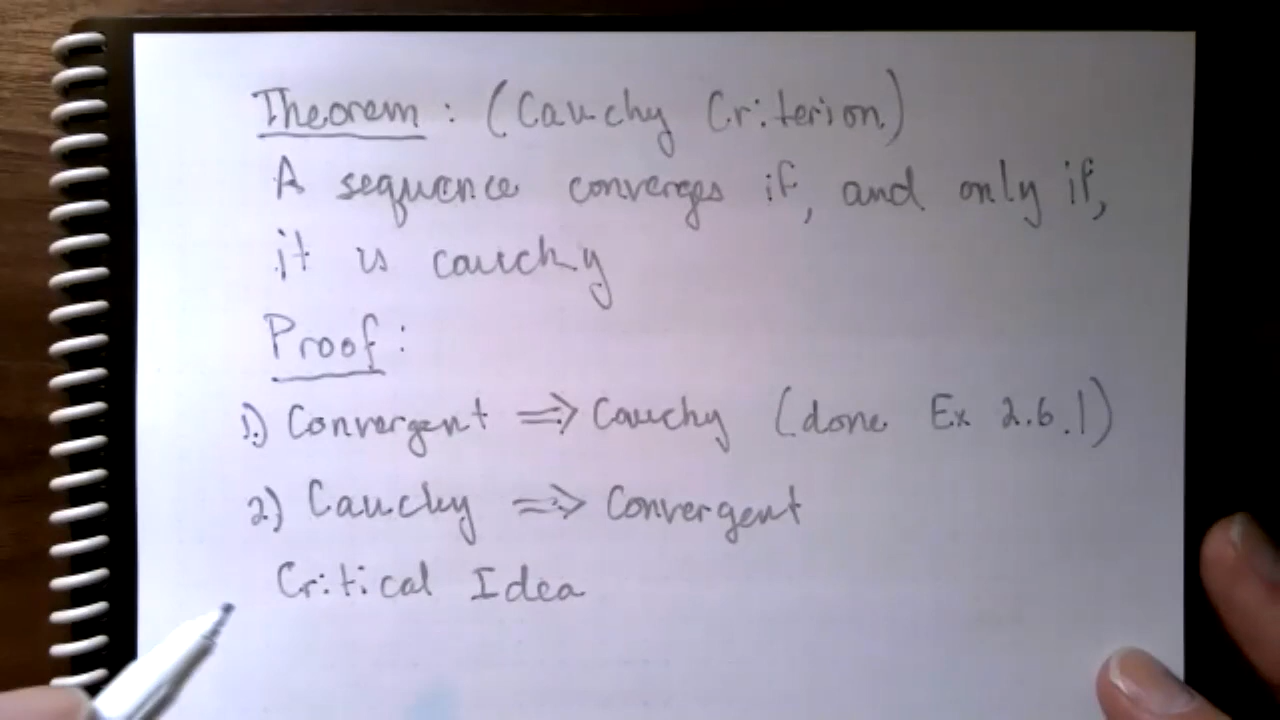 Theorem : (Cauchy Criterion)
A sequence converges if, and only if,
it is cauchy
Proof :
1.) Convergent => Cauchy (done Ex 2.6.1)
2) Cauchy => Convergent
Critical Idea